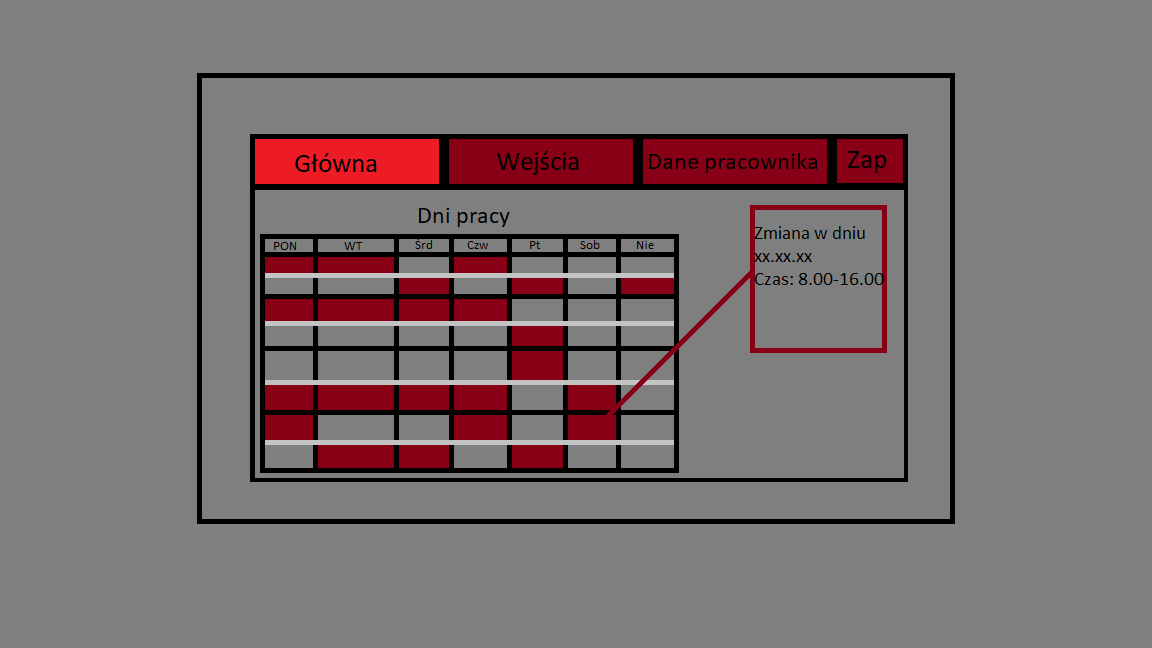 Główna
Wejścia
Dane pracownika
Zap
Dni pracy
PON WT Śrd Czw Pt Sob Nie
Zmiana w dniu
xx.xx.xx
Czas: 8.00-16.00